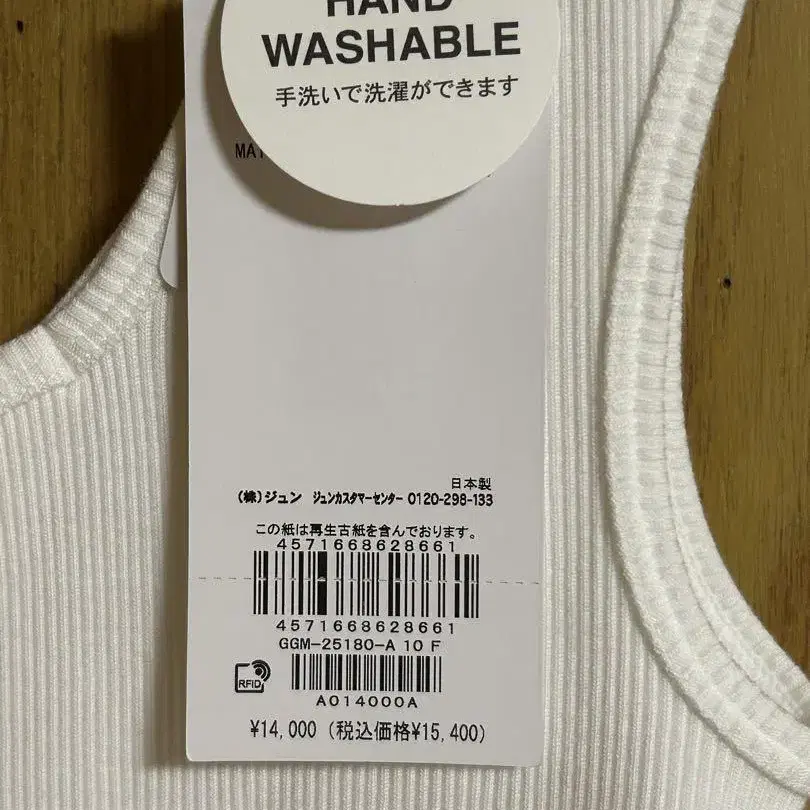 HAND
WASHABLE
手洗いで洗濯ができます
日本製
(株)ジュン ジュンカスタマーセンター 0120-298-133
この紙は再生古紙を含んでおります。
4571668628661
4571668628661
GGM-25180-A 10 F
RFID
A014000A
¥14,000 (税込価格¥15,400)